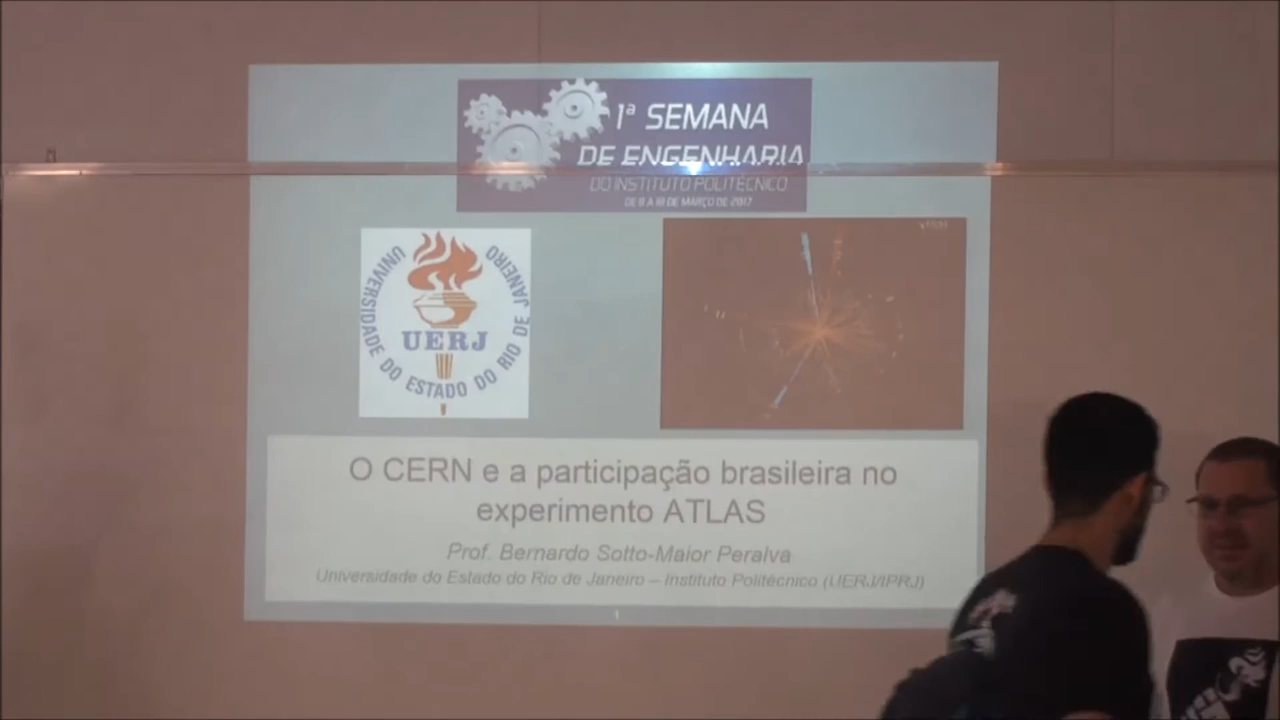 1ª SEMANA
DE ENGENHARIA
DO INSTITUTO POLITÉCNICO
UNIVERSIDADE DO ESTADO DO RIO DE JANEIRO
UERJ
O CERN e a participação brasileira no
experimento ATLAS
Prof. Bernardo Sotto-Maior Peralva
Universidade do Estado do Rio de Janeiro – Instituto Politécnico (UERJ/IPRJ)
1